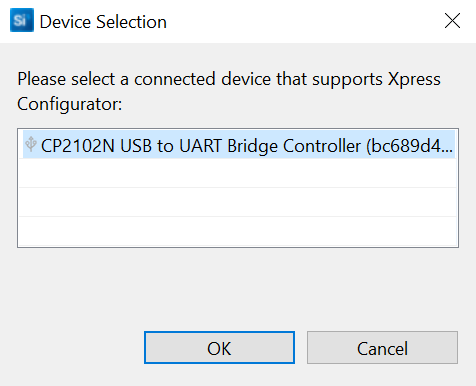 Si
Device Selection
Please select a connected device that supports Xpress
Configurator:
CP2102N USB to UART Bridge Controller (bc689d4...
OK
Cancel